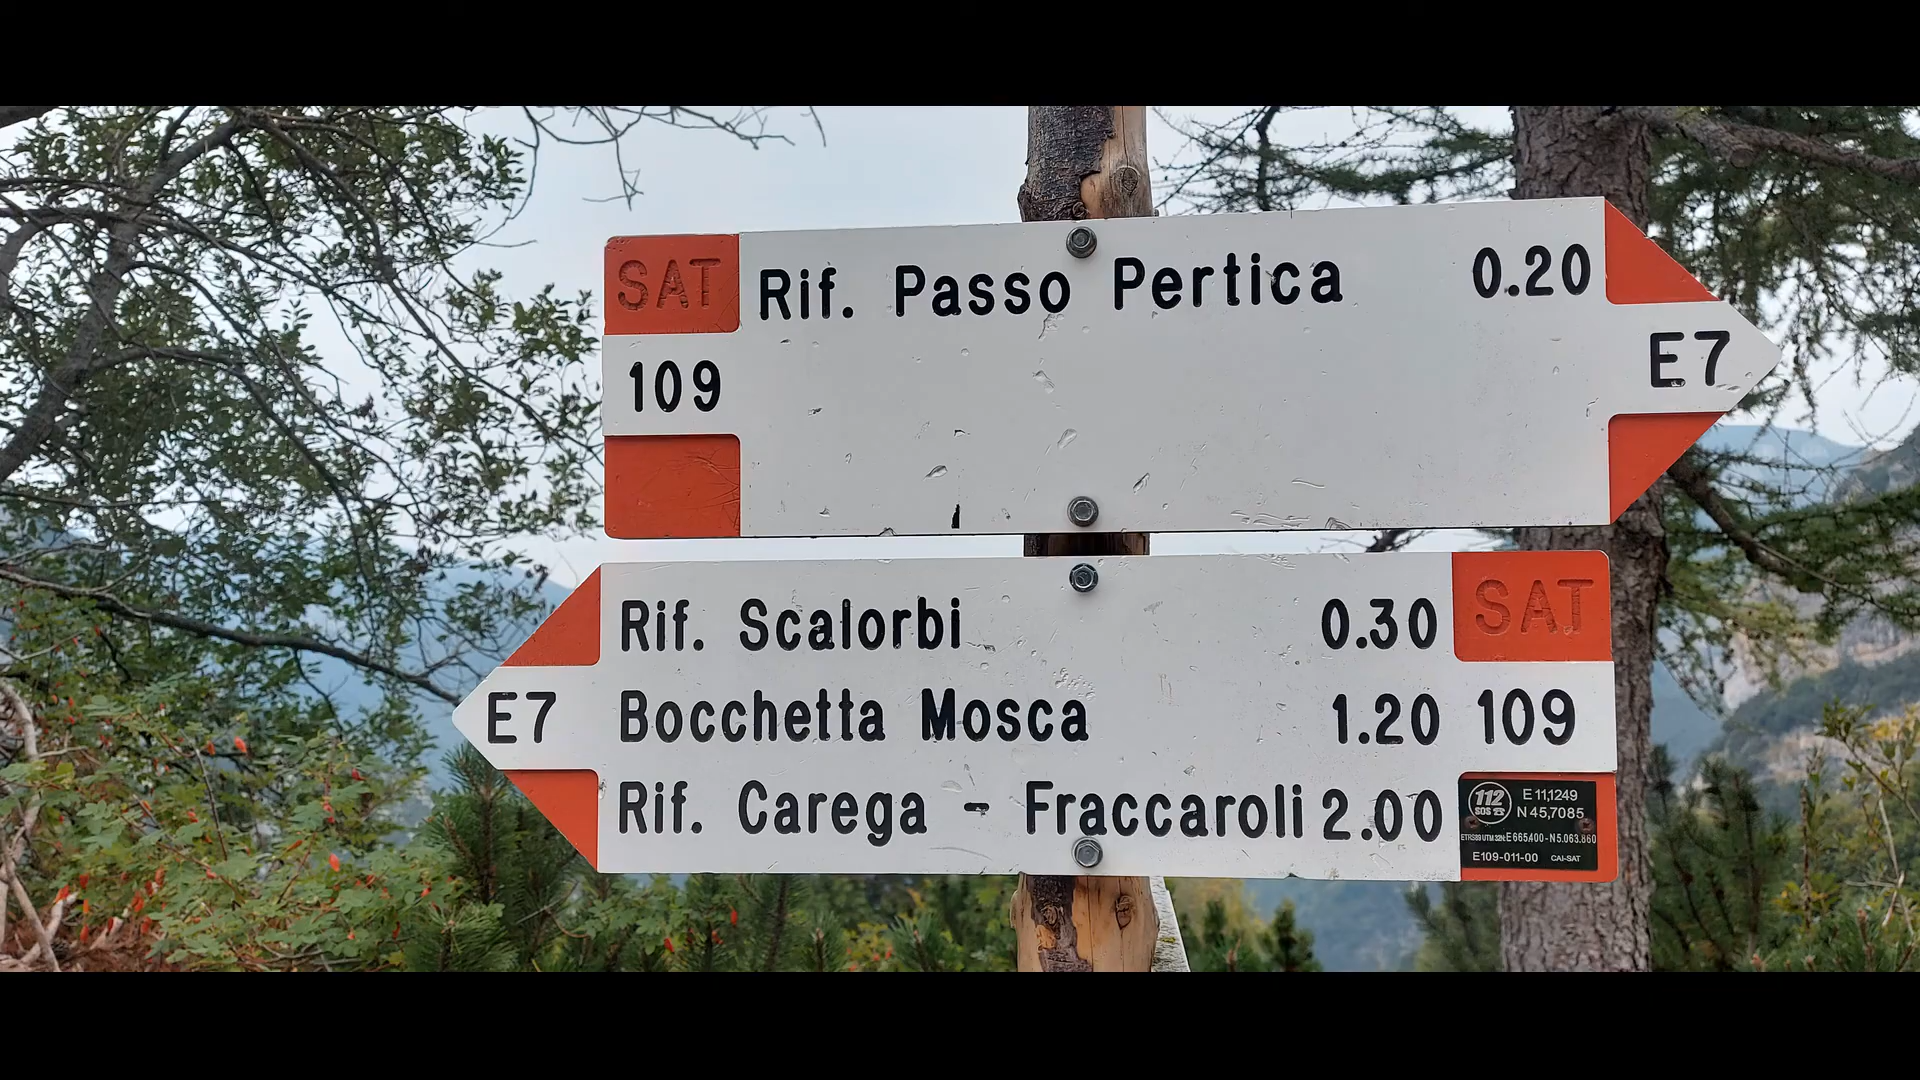 SAT Rif. Passo Pertica 0.20
109 E7
Rif. Scalorbi 0.30 SAT
E7 Bocchetta Mosca 1.20 109
Rif. Carega - Fraccaroli 2.00
112 E 11,1249
SOS N 45,7085
ETRS89 UTM 32N: E 665.400 - N 5.063.860
E109-011-00 CAI-SAT